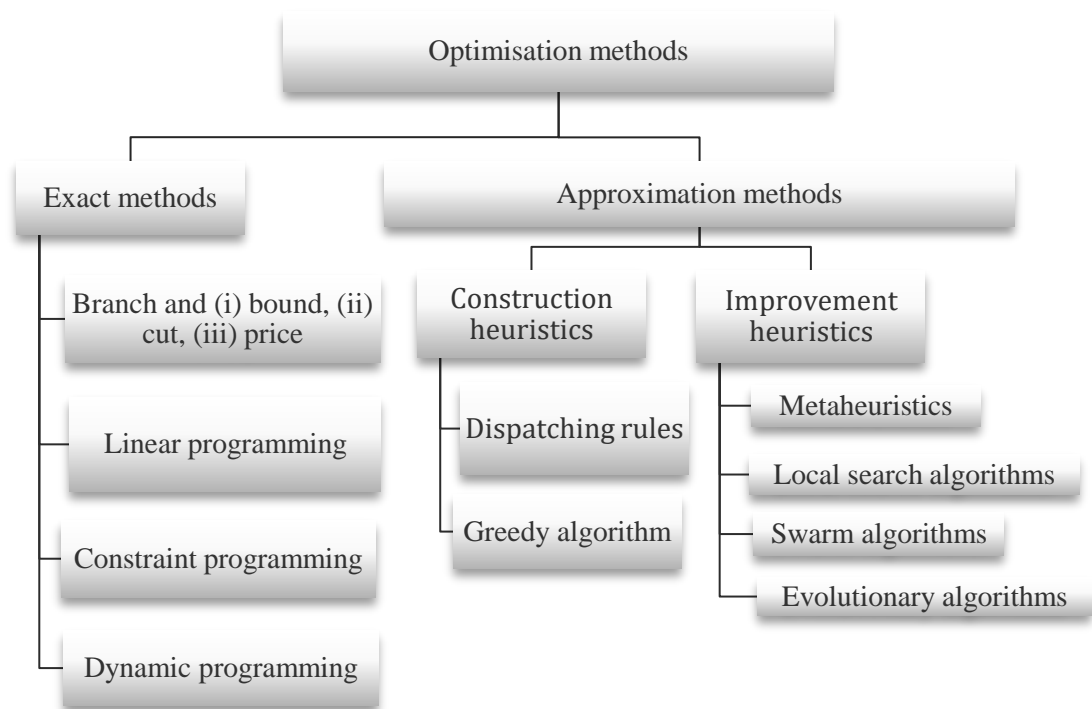 Optimisation methods
Exact methods
Approximation methods
Branch and (i) bound, (ii)
cut, (iii) price
Linear programming
Constraint programming
Dynamic programming
Construction
heuristics
Dispatching rules
Greedy algorithm
Improvement
heuristics
Metaheuristics
Local search algorithms
Swarm algorithms
Evolutionary algorithms